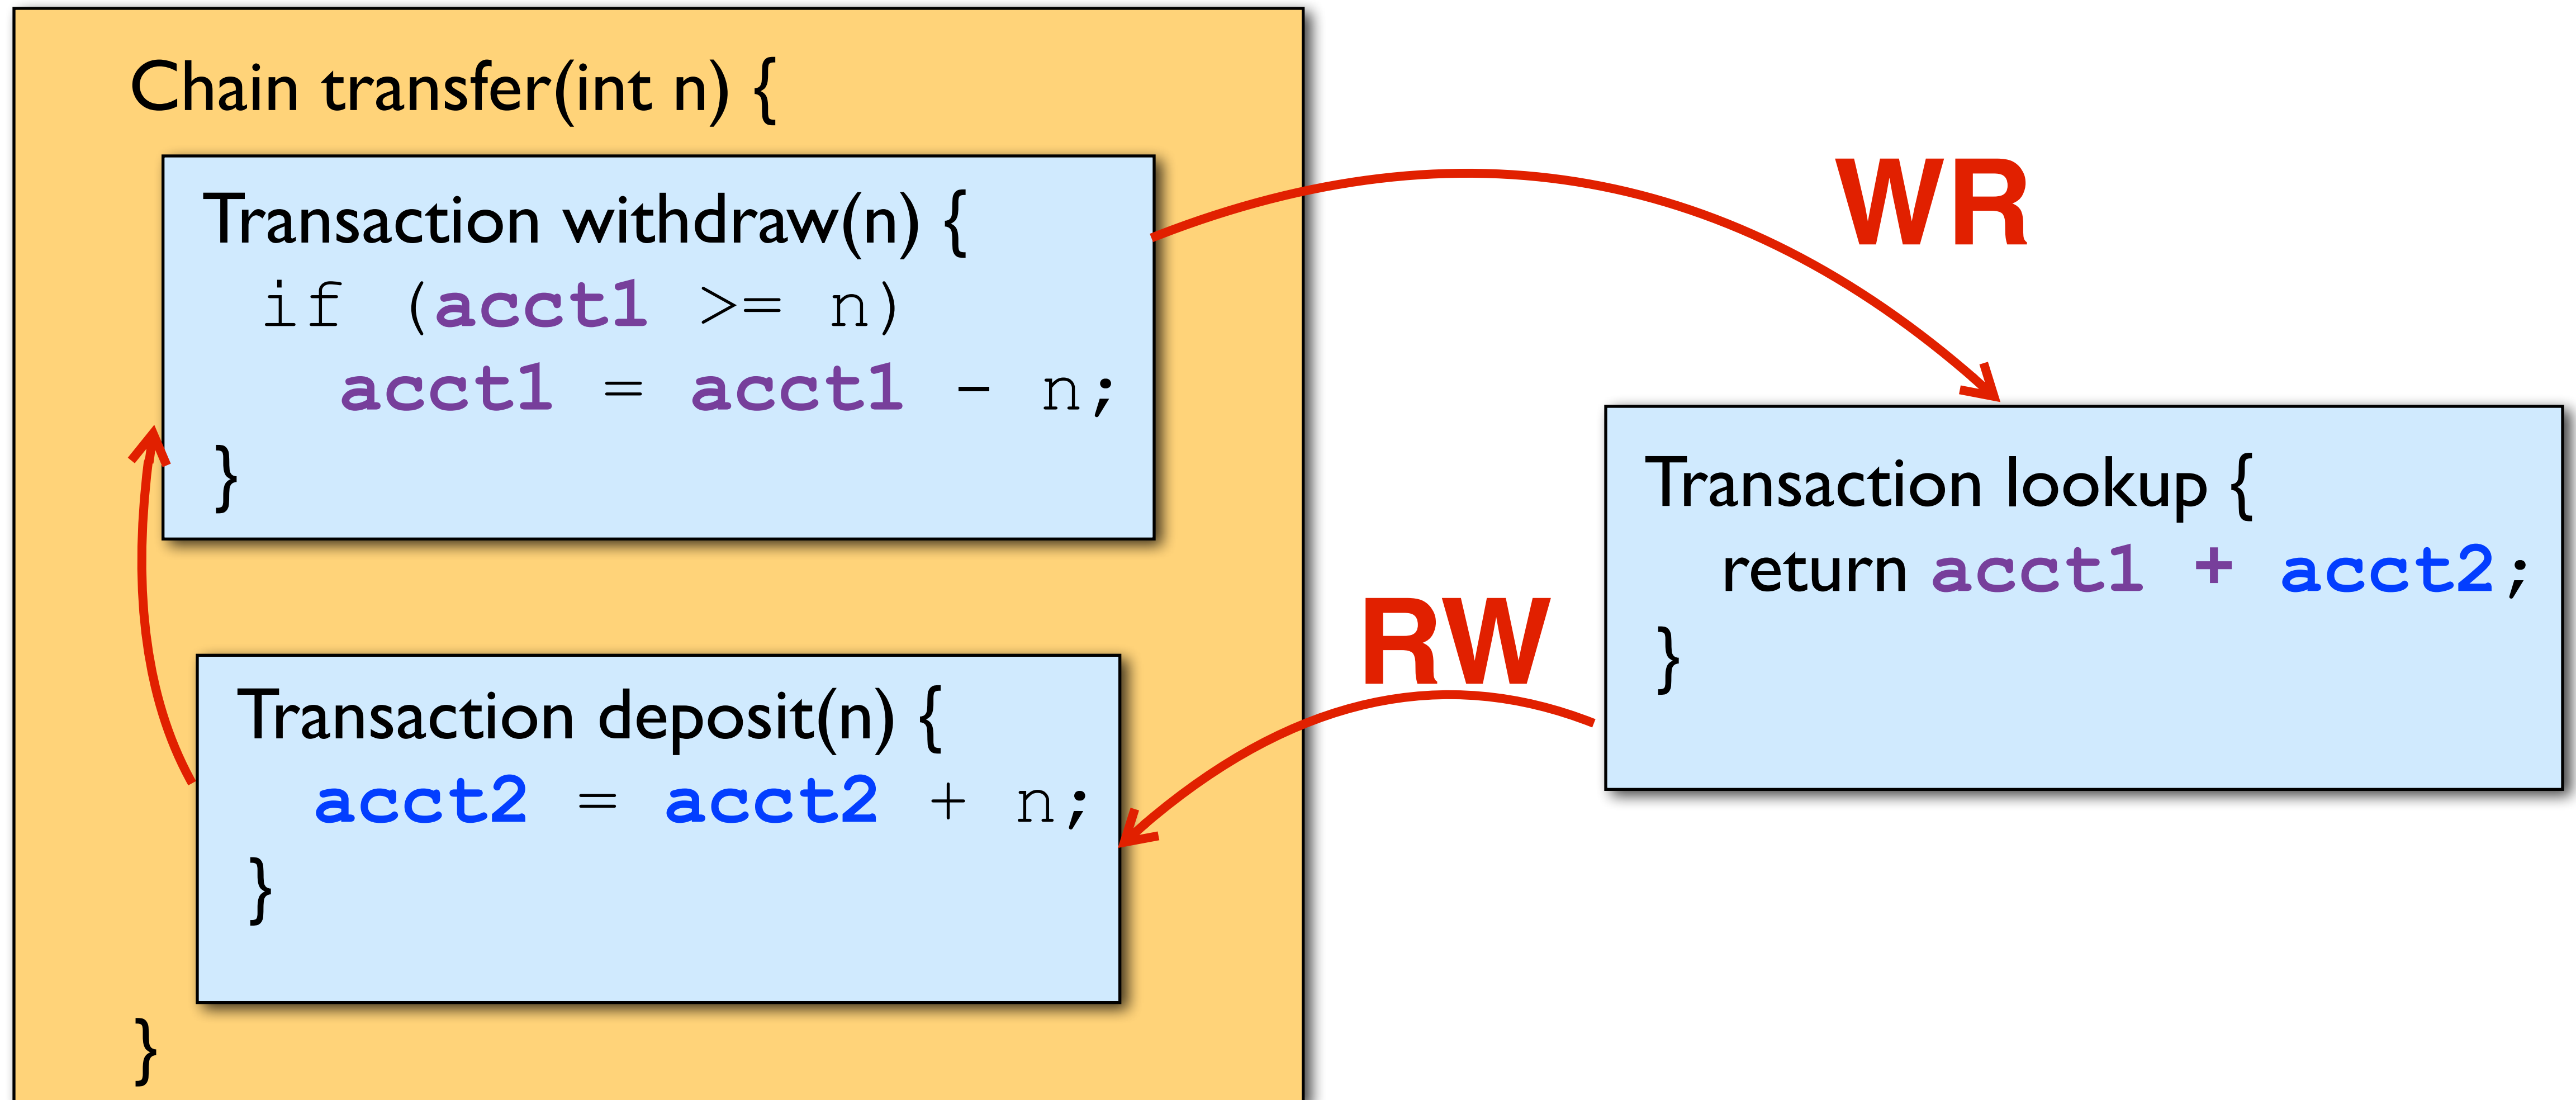 Chain transfer(int n) {
Transaction withdraw(n) {
if (acct1 >= n)
acct1 = acct1 - n;
}
Transaction deposit(n) {
acct2 = acct2 + n;
}
}
WR
RW
Transaction lookup {
return acct1 + acct2;
}